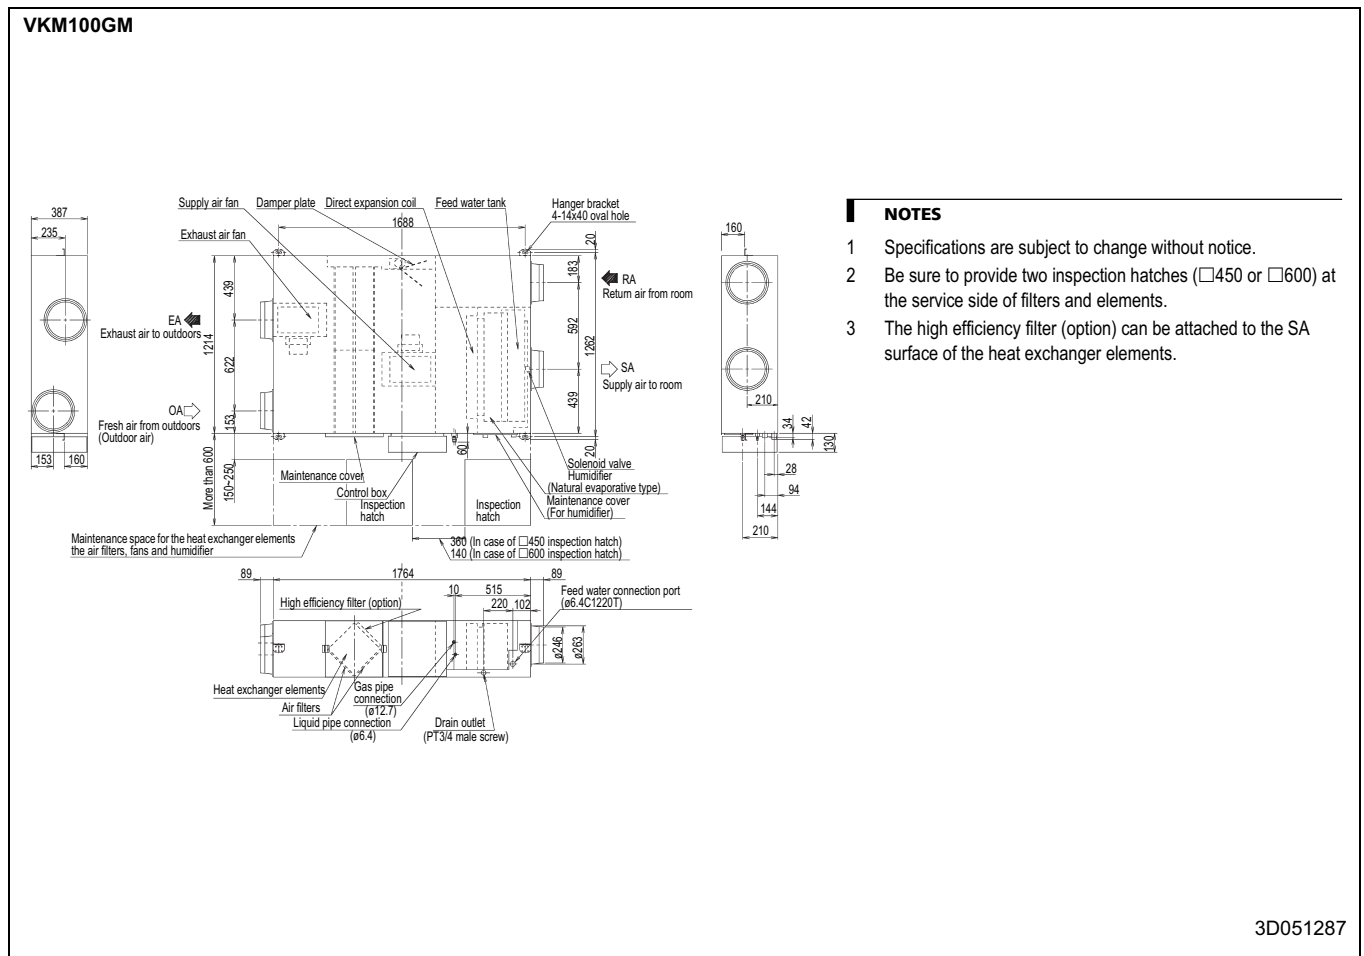 VKM100GM
387
235
153
160
Supply air fan
Damper plate
Direct expansion coil
Feed water tank
Hanger bracket
4-14x40 oval hole
Exhaust air fan
1688
20
183
RA
Return air from room
592
1262
SA
Supply air to room
439
20
439
EA
Exhaust air to outdoors
1214
622
OA
Fresh air from outdoors
(Outdoor air)
153
More than 600
150~250
60
Maintenance cover
Control box
Inspection
hatch
Inspection
hatch
Solenoid valve
Humidifier
(Natural evaporative type)
Maintenance cover
(For humidifier)
Maintenance space for the heat exchanger elements
the air filters, fans and humidifier
360 (In case of □450 inspection hatch)
140 (In case of □600 inspection hatch)
160
210
34
42
130
28
94
144
210
89
1764
89
10
515
220
102
Feed water connection port
(ø6.4C1220T)
High efficiency filter (option)
ø246
ø263
Heat exchanger elements
Air filters
Gas pipe
connection
(ø12.7)
Liquid pipe connection
(ø6.4)
Drain outlet
(PT3/4 male screw)
NOTES
1 Specifications are subject to change without notice.
2 Be sure to provide two inspection hatches (□450 or □600) at
the service side of filters and elements.
3 The high efficiency filter (option) can be attached to the SA
surface of the heat exchanger elements.
3D051287